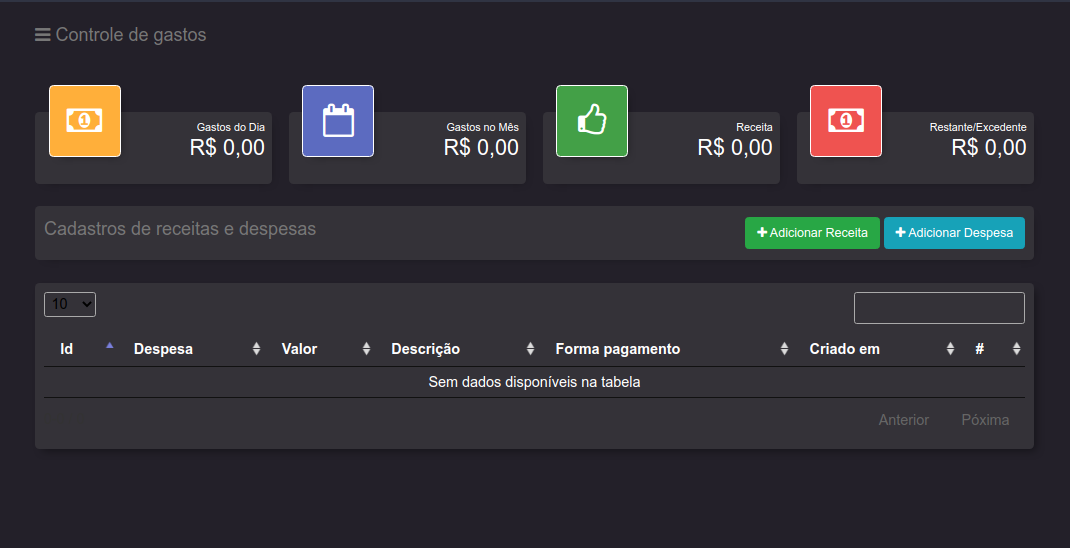 Controle de gastos
Gastos do Dia
R$ 0,00
Gastos no Mês
R$ 0,00
Receita
R$ 0,00
Restante/Excedente
R$ 0,00
Cadastros de receitas e despesas
Adicionar Receita
Adicionar Despesa
10
Id Despesa Valor Descrição Forma pagamento Criado em #
Sem dados disponíveis na tabela
Anterior Póxima